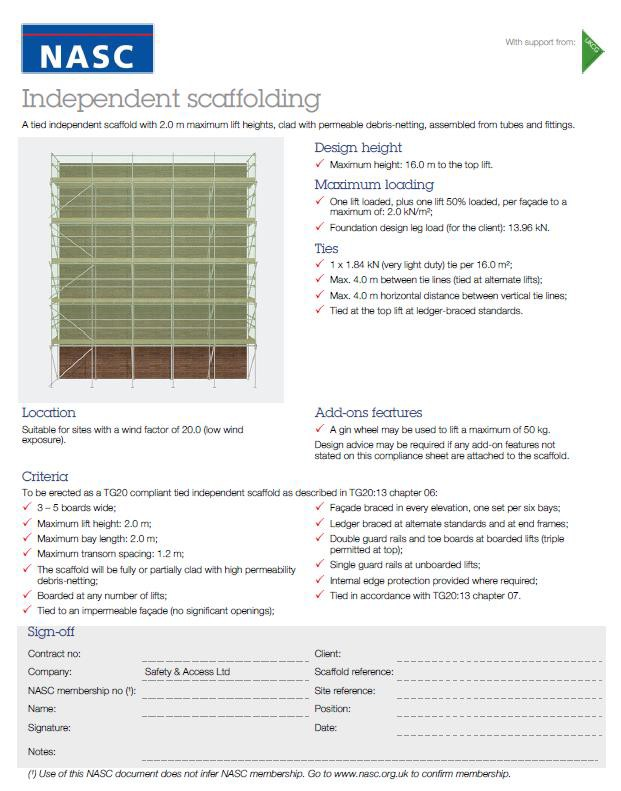 NASC
With support from:
UKCG
Independent scaffolding
A tied independent scaffold with 2.0 m maximum lift heights, clad with permeable debris-netting, assembled from tubes and fittings.
Design height
✓ Maximum height: 16.0 m to the top lift.
Maximum loading
✓ One lift loaded, plus one lift 50% loaded, per façade to a
maximum of: 2.0 kN/m²;
✓ Foundation design leg load (for the client): 13.96 kN.
Ties
✓ 1 x 1.84 kN (very light duty) tie per 16.0 m²;
✓ Max. 4.0 m between tie lines (tied at alternate lifts);
✓ Max. 4.0 m horizontal distance between vertical tie lines;
✓ Tied at the top lift at ledger-braced standards.
Location
Suitable for sites with a wind factor of 20.0 (low wind
exposure).
Add-ons features
✓ A gin wheel may be used to lift a maximum of 50 kg.
Design advice may be required if any add-on features not
stated on this compliance sheet are attached to the scaffold.
Criteria
To be erected as a TG20 compliant tied independent scaffold as described in TG20:13 chapter 06:
✓ 3 – 5 boards wide;
✓ Maximum lift height: 2.0 m;
✓ Maximum bay length: 2.0 m;
✓ Maximum transom spacing: 1.2 m;
✓ The scaffold will be fully or partially clad with high permeability
debris-netting;
✓ Boarded at any number of lifts;
✓ Tied to an impermeable façade (no significant openings);
✓ Façade braced in every elevation, one set per six bays;
✓ Ledger braced at alternate standards and at end frames;
✓ Double guard rails and toe boards at boarded lifts (triple
permitted at top);
✓ Single guard rails at unboarded lifts;
✓ Internal edge protection provided where required;
✓ Tied in accordance with TG20:13 chapter 07.
Sign-off
Contract no:
Client:
Company: Safety & Access Ltd
Scaffold reference:
NASC membership no (¹):
Site reference:
Name:
Position:
Signature:
Date:
Notes:
(¹) Use of this NASC document does not infer NASC membership. Go to www.nasc.org.uk to confirm membership.